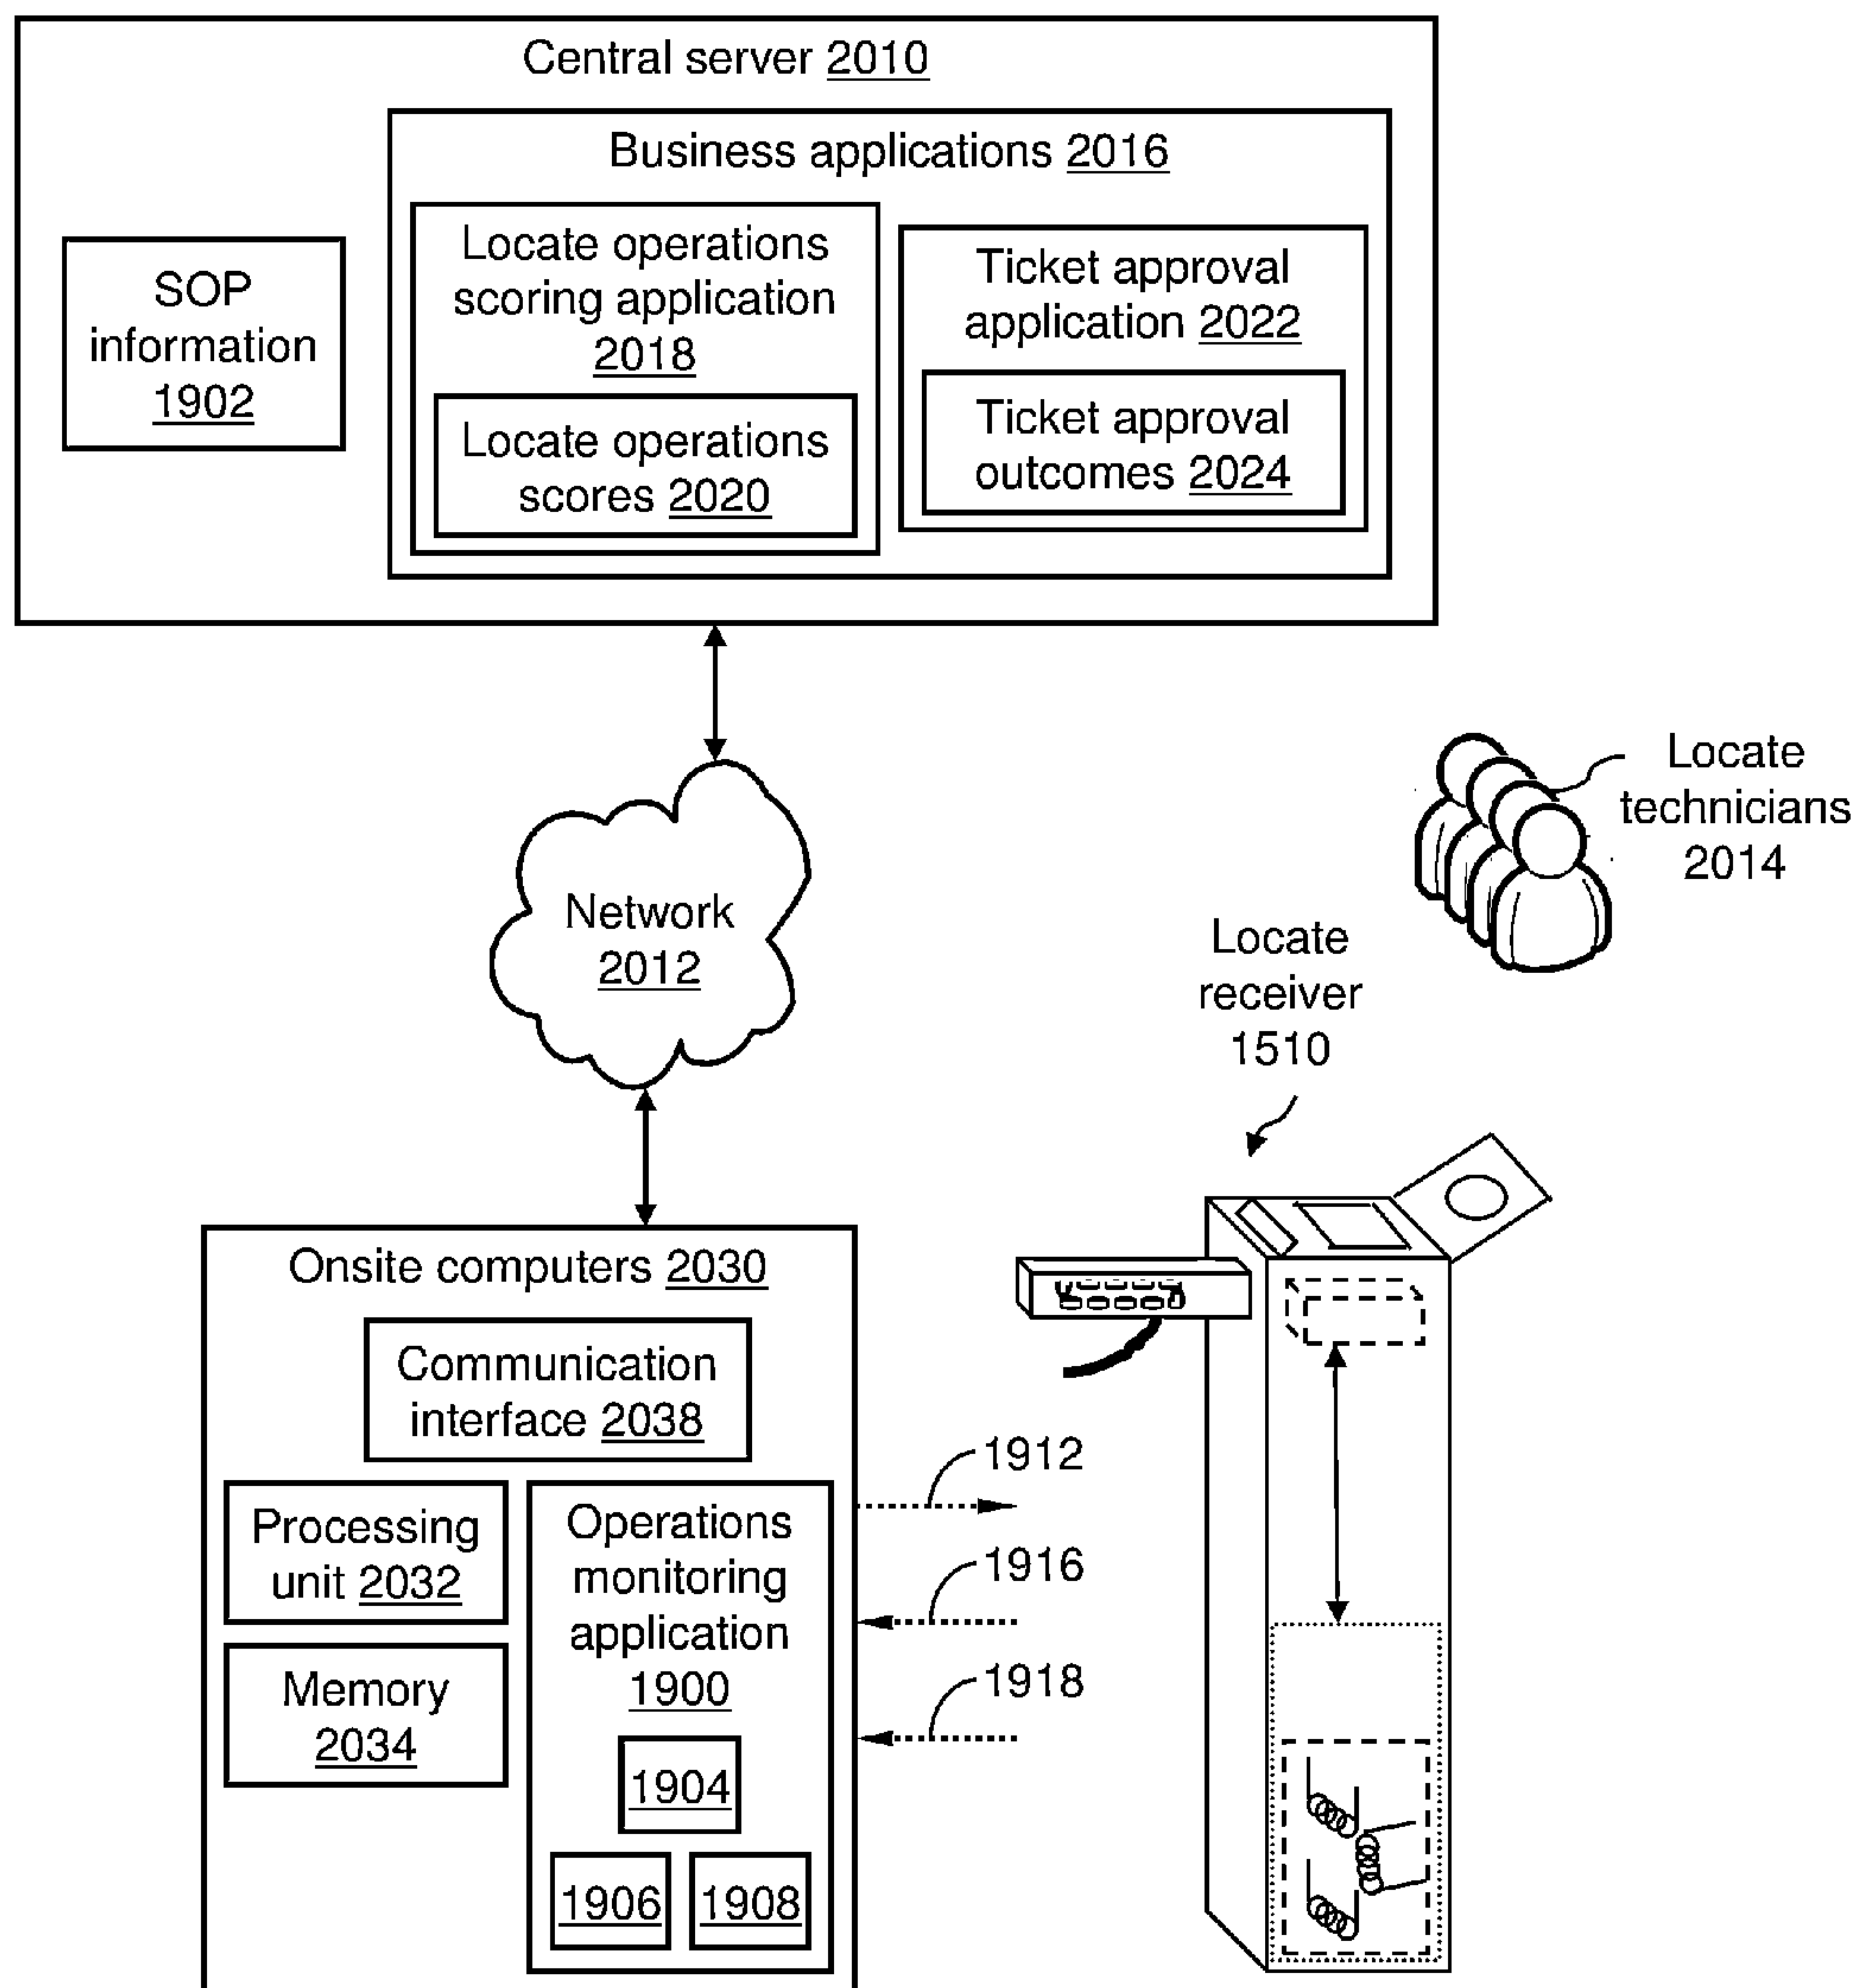 Central server 2010
Business applications 2016
SOP
information
1902
Locate operations
scoring application
2018
Locate operations
scores 2020
Ticket approval
application 2022
Ticket approval
outcomes 2024
Locate
technicians
2014
Network
2012
Locate
receiver
1510
Onsite computers 2030
Communication
interface 2038
Processing
unit 2032
Memory
2034
Operations
monitoring
application
1900
1904
1906
1908
1912
1916
1918